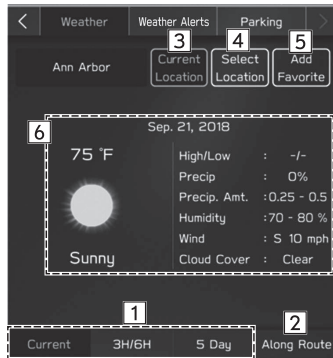 Weather Weather Alerts Parking
3 4 5
Ann Arbor Current Location Select Location Add Favorite
6
Sep. 21, 2018
75 °F
Sunny
High/Low : -/-
Precip : 0%
Precip. Amt. : 0.25 - 0.5
Humidity : 70 - 80 %
Wind : S 10 mph
Cloud Cover : Clear
1 2
Current 3H/6H 5 Day Along Route